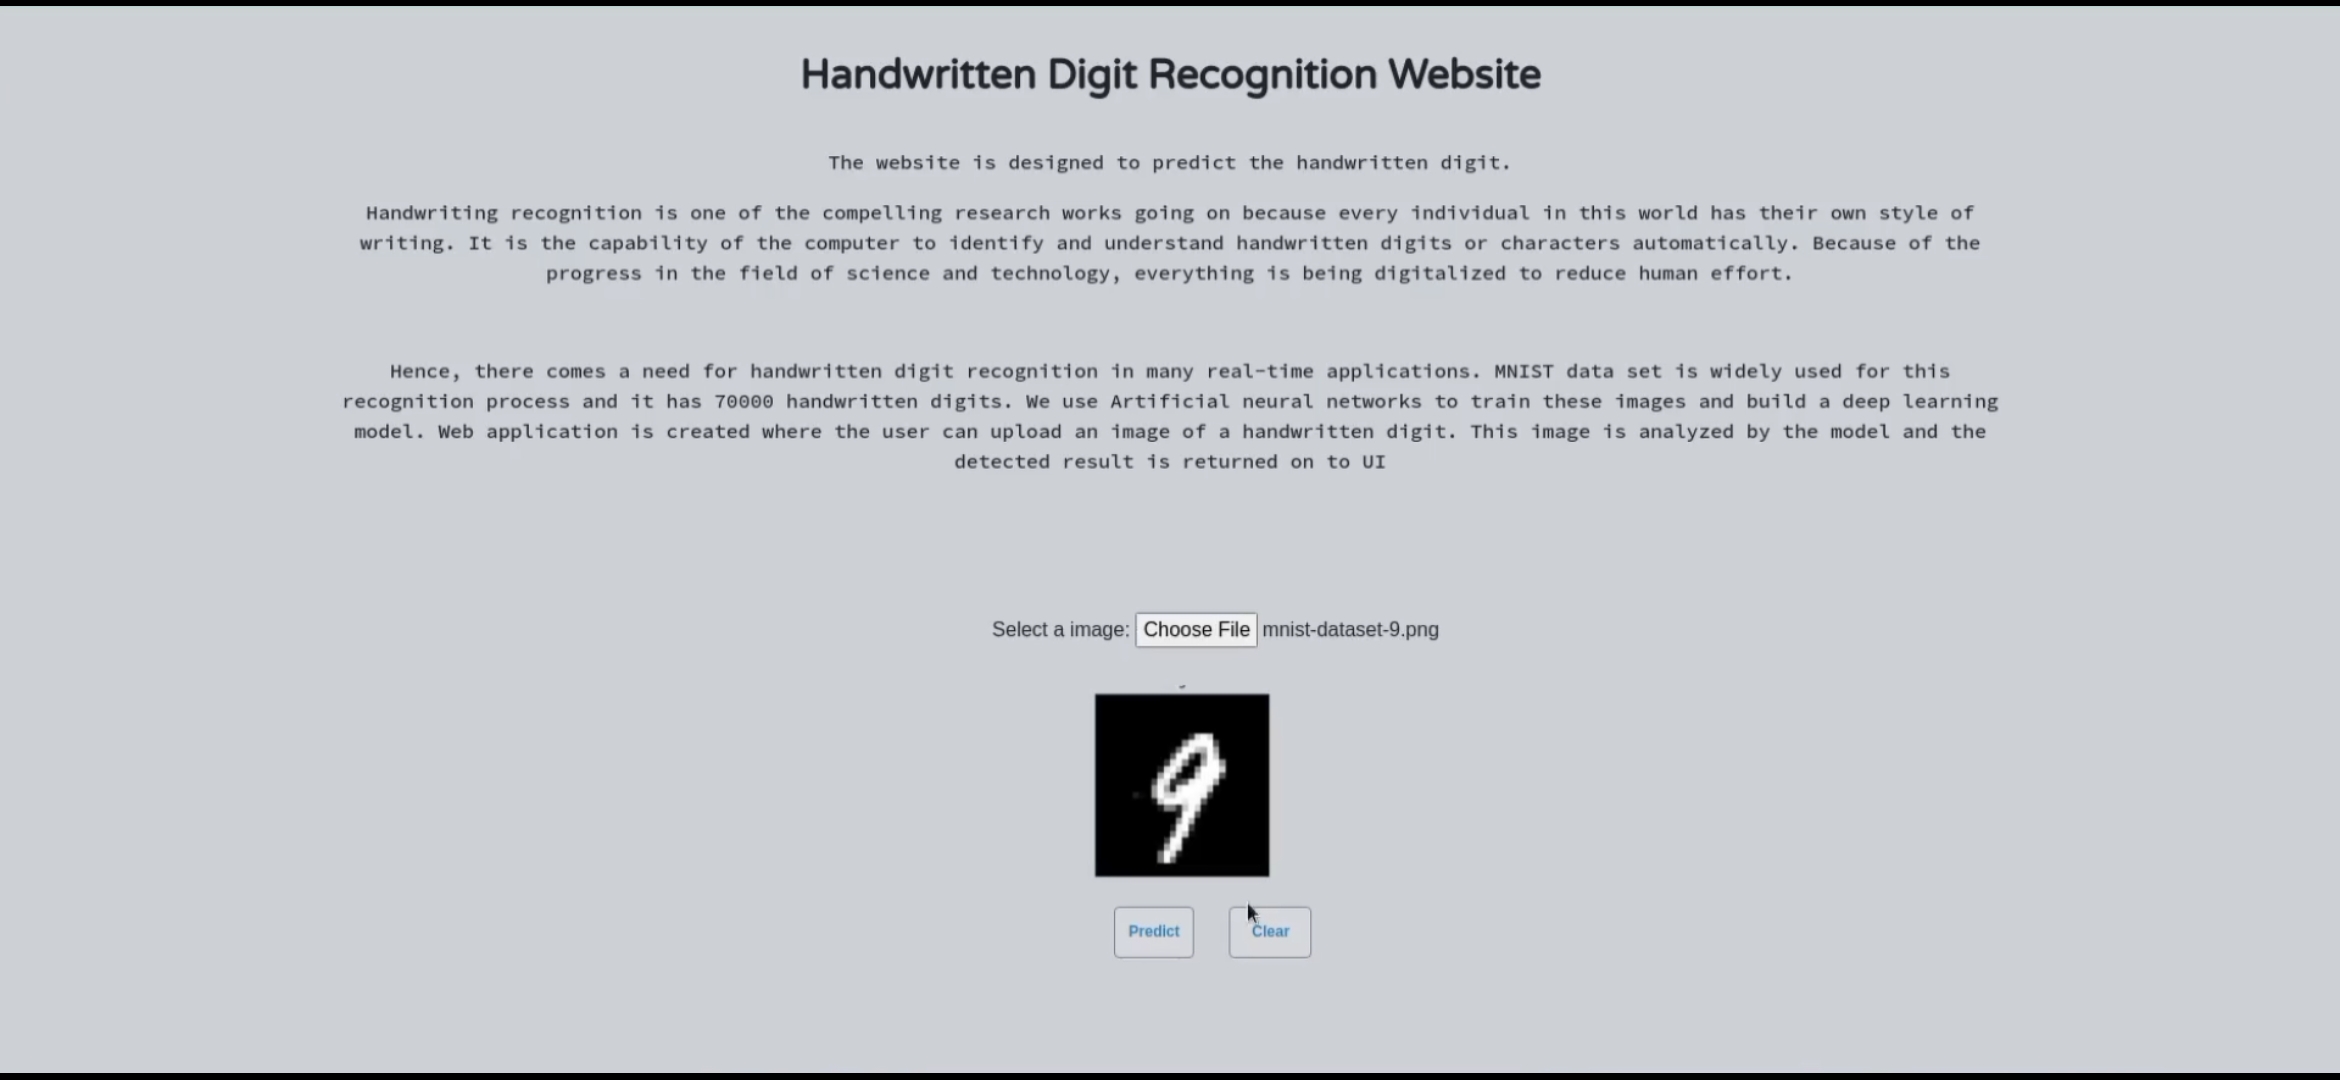 Handwritten Digit Recognition Website
The website is designed to predict the handwritten digit.
Handwriting recognition is one of the compelling research works going on because every individual in this world has their own style of
writing. It is the capability of the computer to identify and understand handwritten digits or characters automatically. Because of the
progress in the field of science and technology, everything is being digitalized to reduce human effort.
Hence, there comes a need for handwritten digit recognition in many real-time applications. MNIST data set is widely used for this
recognition process and it has 70000 handwritten digits. We use Artificial neural networks to train these images and build a deep learning
model. Web application is created where the user can upload an image of a handwritten digit. This image is analyzed by the model and the
detected result is returned on to UI
Select a image: Choose File mnist-dataset-9.png
9
Predict Clear